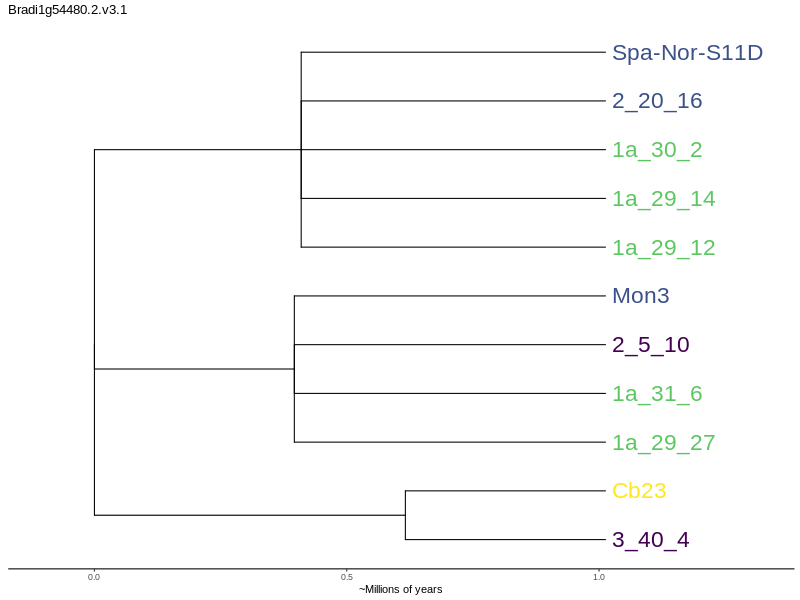 Bradi1g54480.2.v3.1
Spa-Nor-S11D
2_20_16
1a_30_2
1a_29_14
1a_29_12
Mon3
2_5_10
1a_31_6
1a_29_27
Cb23
3_40_4
0.0 0.5 1.0
~Millions of years